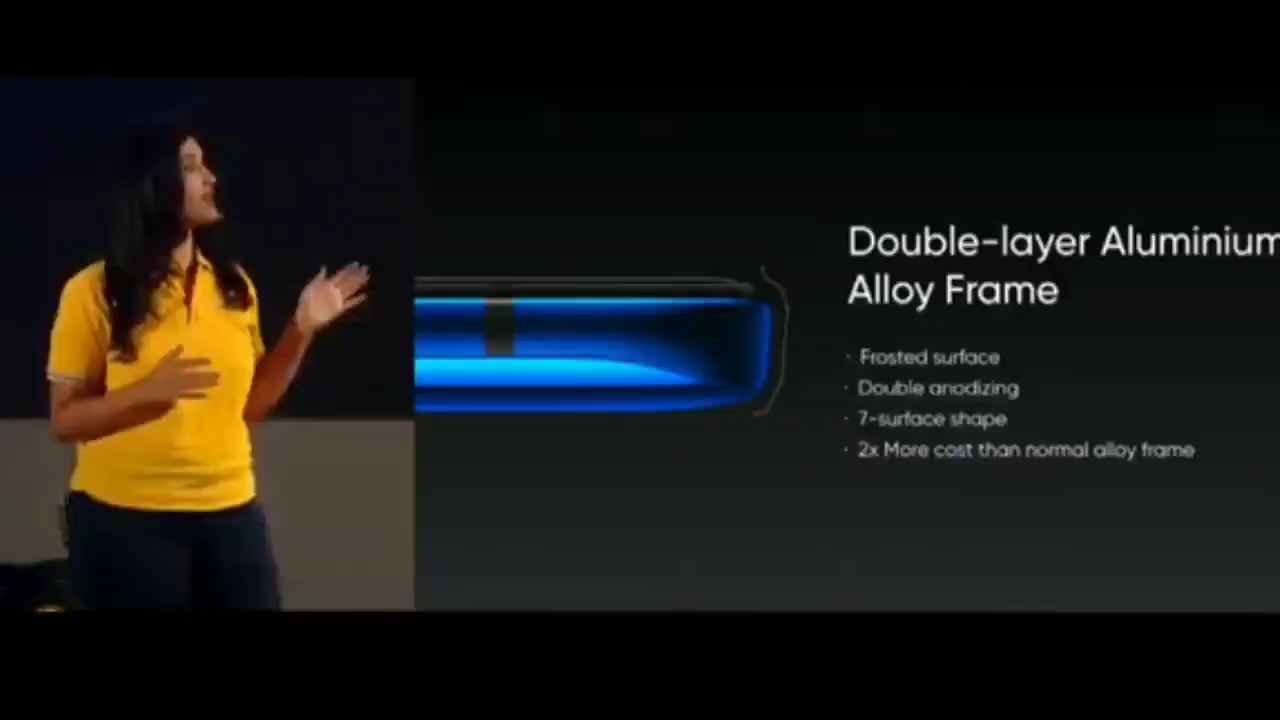 Double-layer Aluminium
Alloy Frame
· Frosted surface
· Double anodizing
· 7-surface shape
· 2x More cost than normal alloy frame